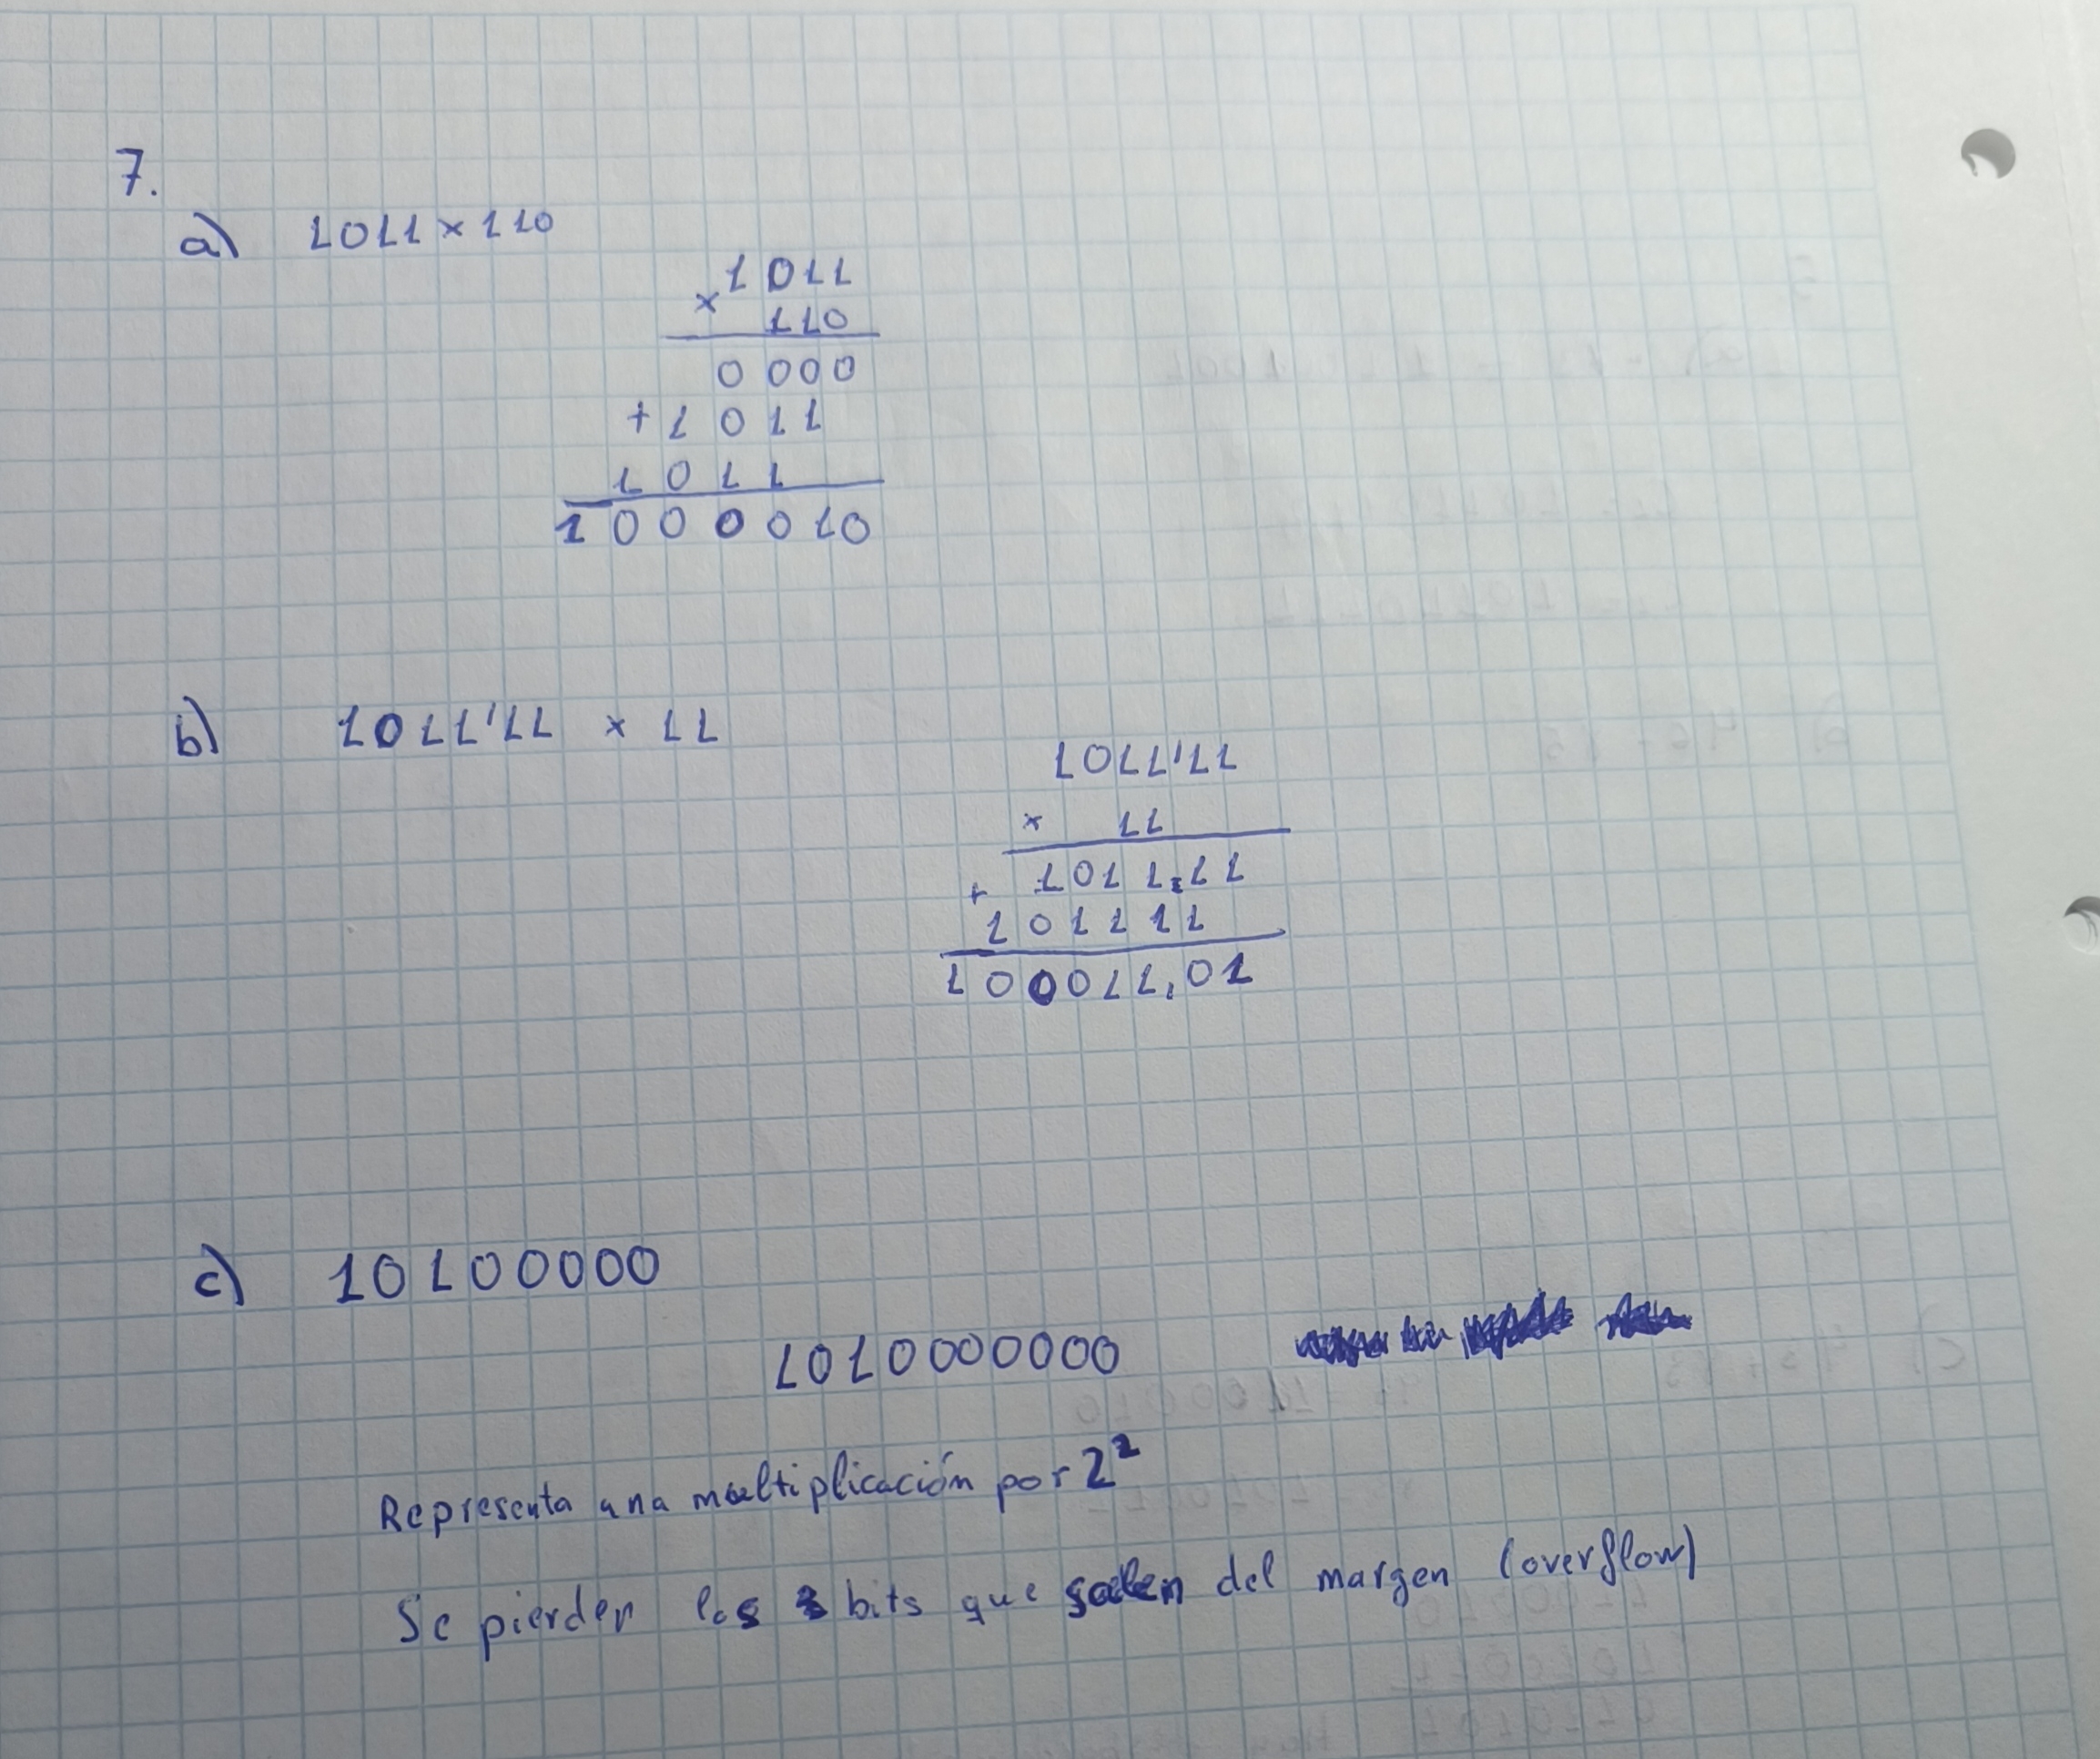 7.
a) 1011 x 110
1011
x 110
0000
+ 1011
1011
1000010
b) 1011'11 x 11
1011'11
x 11
+ 1011,11
101111
100011,01
c) 10100000
1010000000
Representa una multiplicación por 2²
Se pierden los bits que salen del margen (overflow)